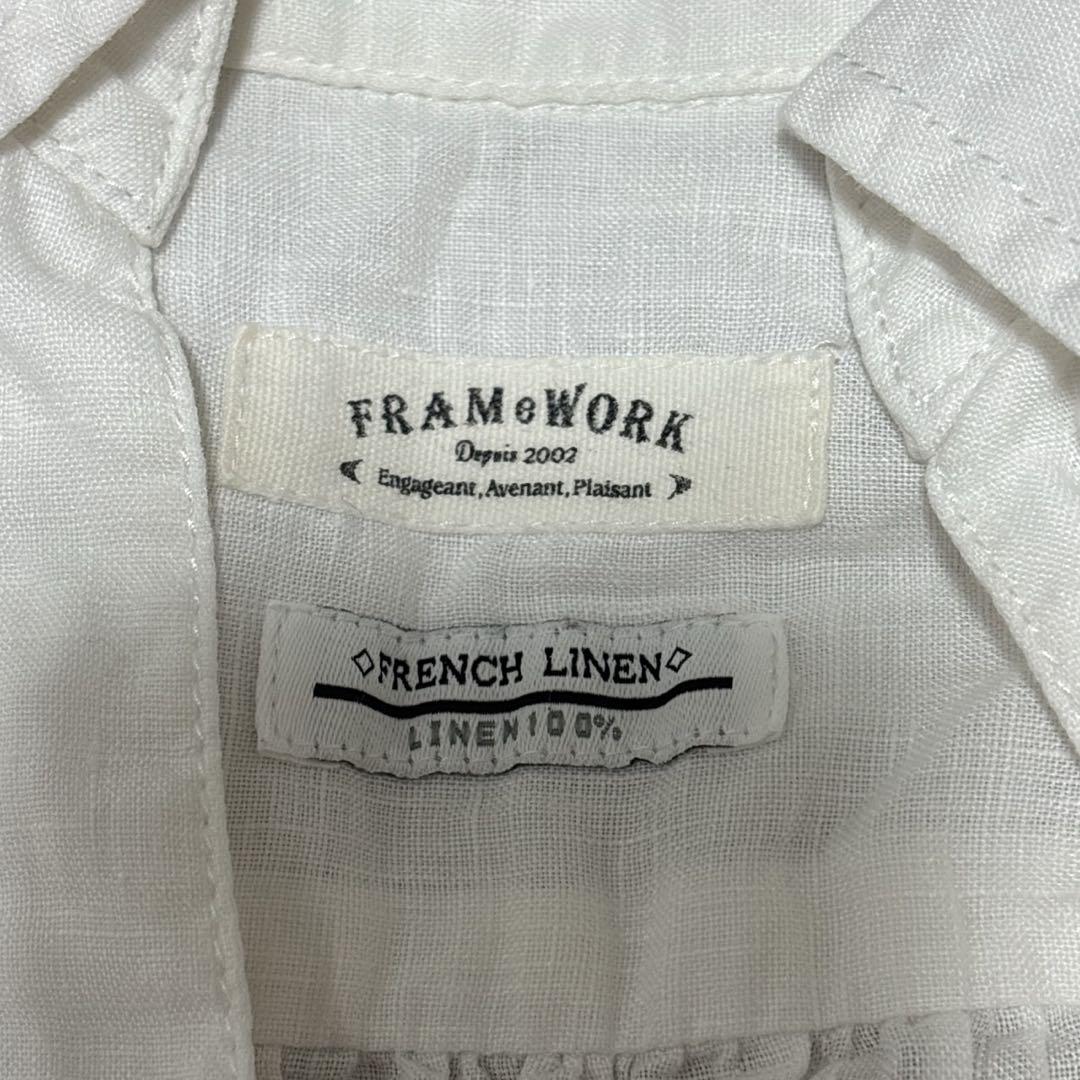 FRAMeWORK
Depuis 2002
Engageant, Avenant, Plaisant
FRENCH LINEN
LINEN100%